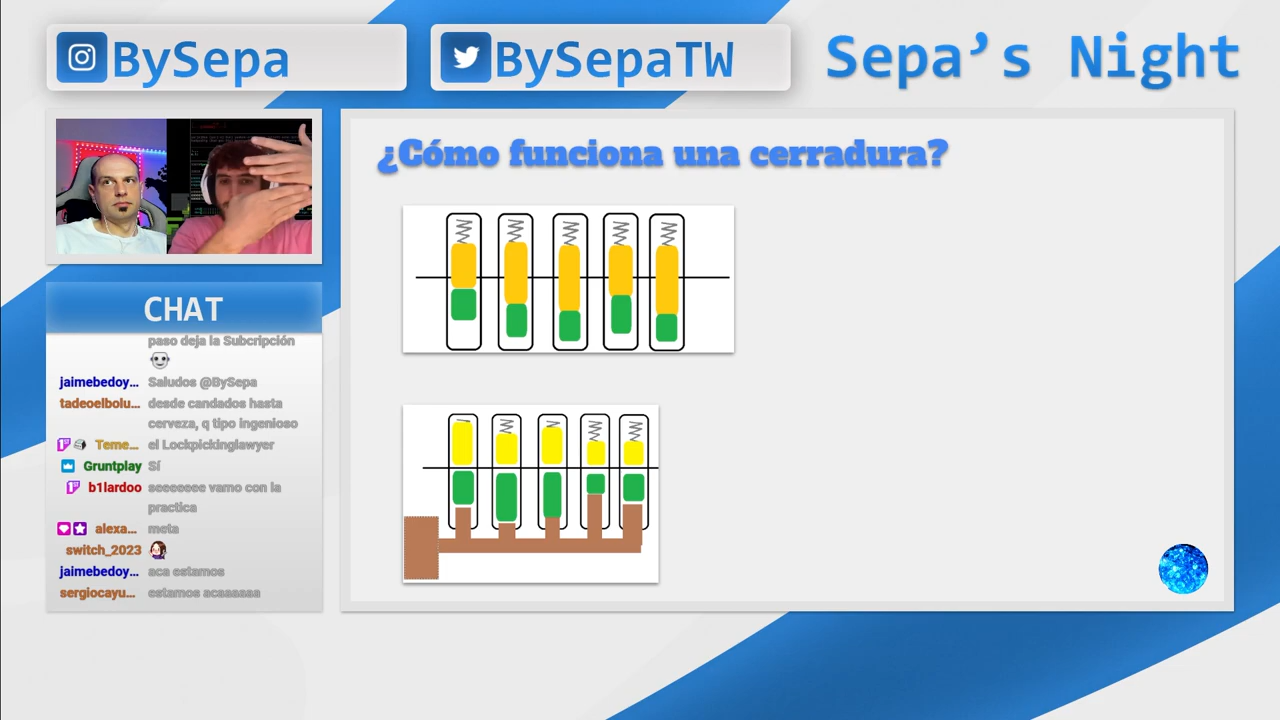 BySepa
BySepaTW
Sepa's Night
¿Cómo funciona una cerradura?
CHAT
paso deja la Subcripción
jaimebedoy... Saludos @BySepa
tadoelbolu... desde candados hasta
cerveza, q tipo ingenioso
Teme... el Lockpickinglawyer
Gruntplay Sí
b1lardoo seeeeeee vamo con la
practica
alexa... meta
switch_2023
jaimebedoy... aca estamos
sergiocayu... estamos acaaaaaa